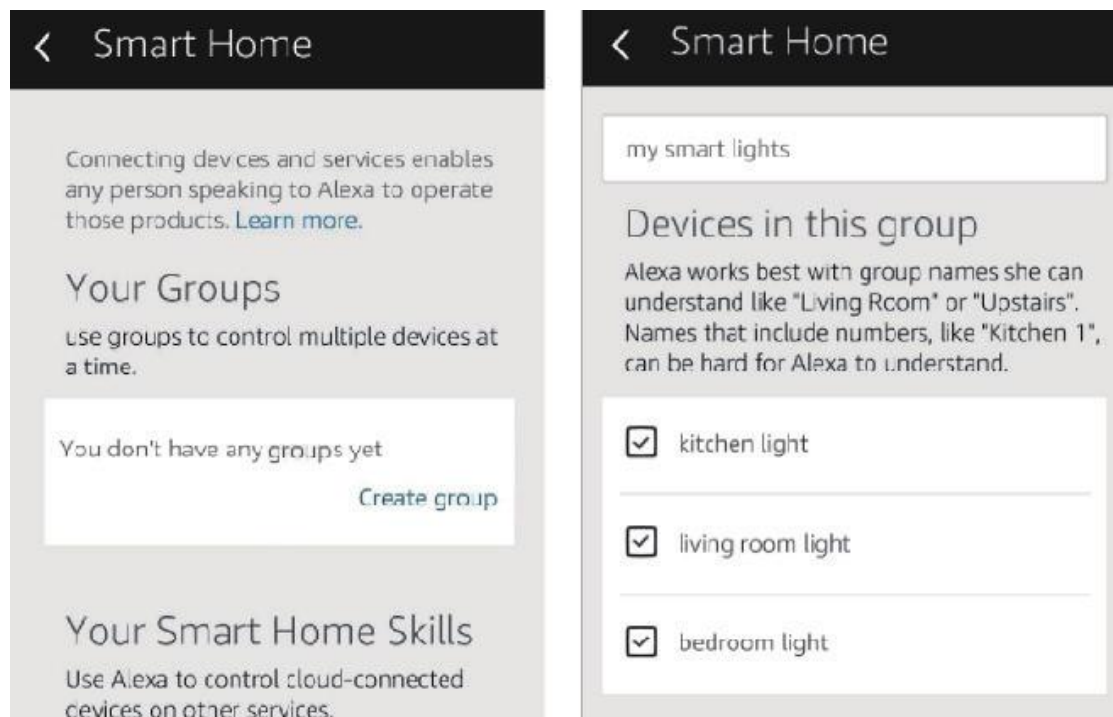 Smart Home
Connecting devices and services enables
any person speaking to Alexa to operate
those products. Learn more.
Your Groups
use groups to control multiple devices at
a time.
You don't have any groups yet
Create group
Your Smart Home Skills
Use Alexa to control cloud-connected
devices on other services.
Smart Home
my smart lights
Devices in this group
Alexa works best with group names she can
understand like "Living Room" or "Upstairs".
Names that include numbers, like "Kitchen 1",
can be hard for Alexa to understand.
kitchen light
living room light
bedroom light